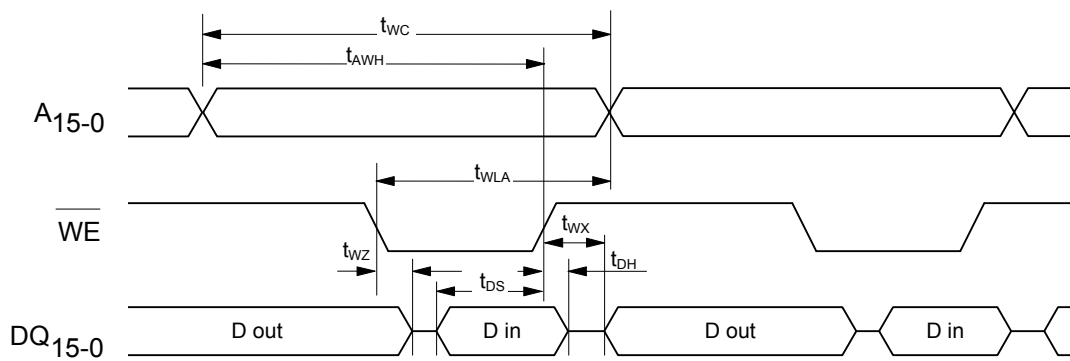 tWC
tAWH
A15-0
tWLA
WE
tWX
tWZ
tDH
tDS
DQ15-0
D out
D in
D out
D in